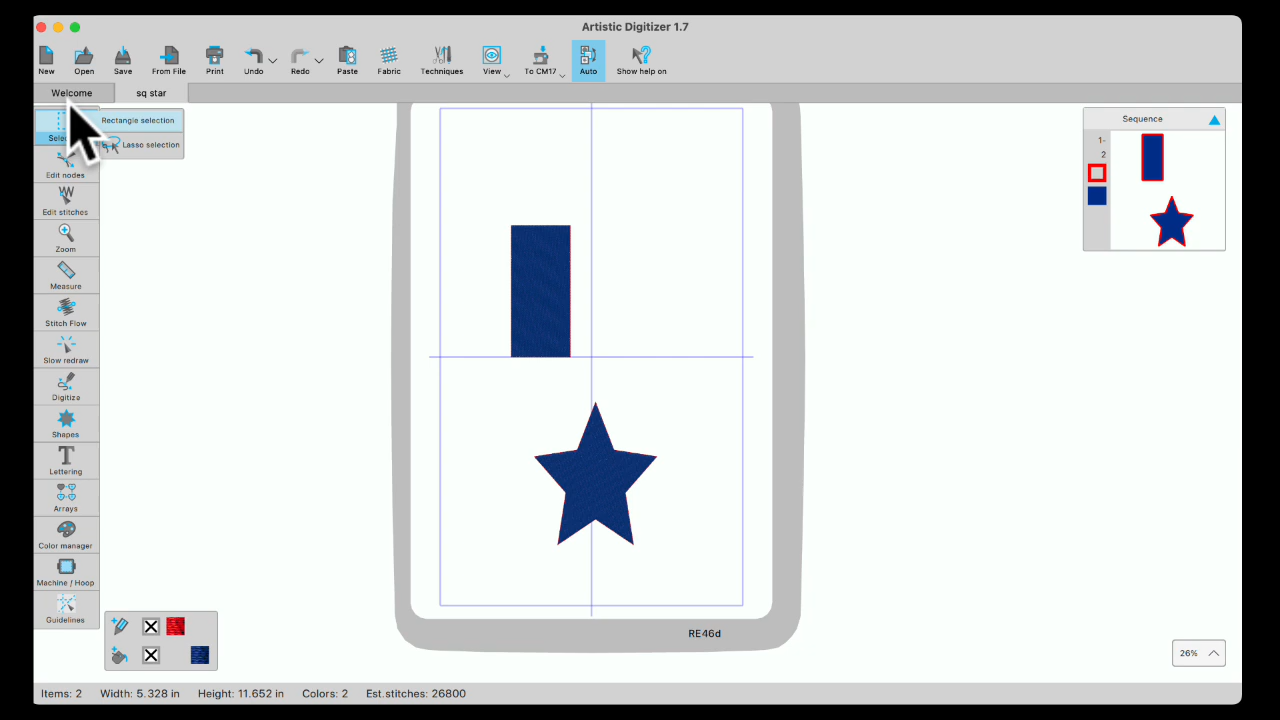 Artistic Digitizer 1.7
New Open Save From File Print Undo Redo Paste Fabric Techniques View To CM17 Auto Show help on
Welcome sq star
Rectangle selection
Lasso selection
Edit nodes
Edit stitches
Zoom
Measure
Stitch Flow
Slow redraw
Digitize
Shapes
Lettering
Arrays
Color manager
Machine / Hoop
Guidelines
Sequence
1-
2
RE46d
26%
Items: 2 Width: 5.328 in Height: 11.652 in Colors: 2 Est.stitches: 26800